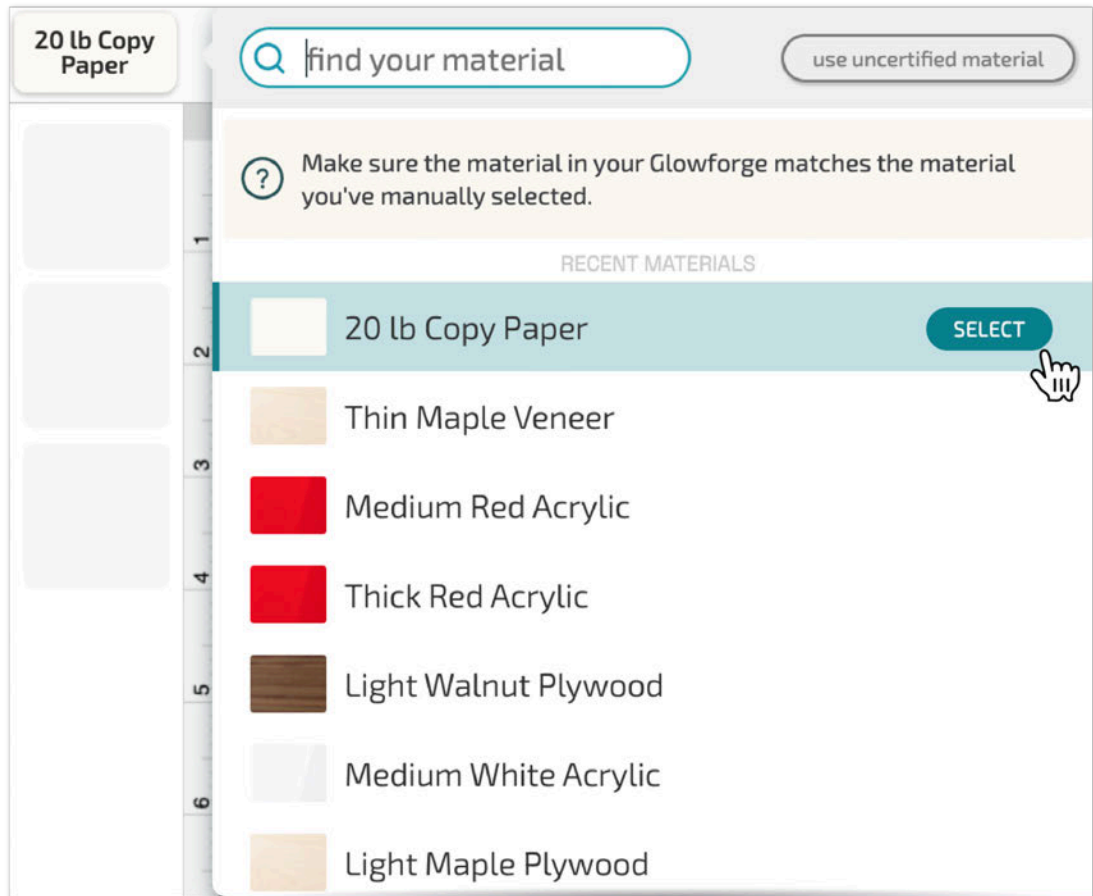 20 lb Copy
Paper
find your material
use uncertified material
Make sure the material in your Glowforge matches the material
you've manually selected.
RECENT MATERIALS
20 lb Copy Paper
SELECT
Thin Maple Veneer
Medium Red Acrylic
Thick Red Acrylic
Light Walnut Plywood
Medium White Acrylic
Light Maple Plywood
1
2
3
4
5
6